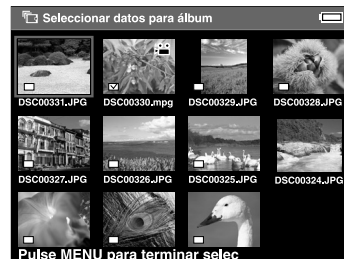 Seleccionar datos para álbum
DSC00331.JPG DSC00330.mpg DSC00329.JPG DSC00328.JPG
DSC00327.JPG DSC00326.JPG DSC00325.JPG DSC00324.JPG
Pulse MENU para terminar selec